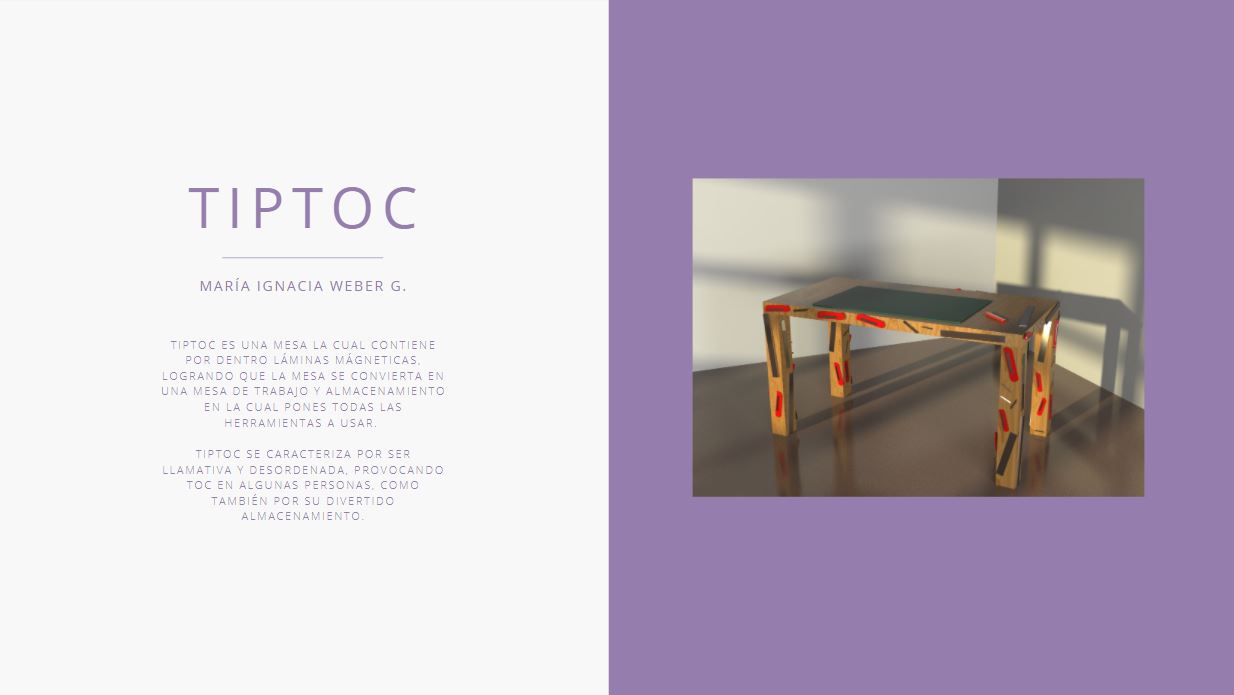 TIPTOC
MARÍA IGNACIA WEBER G.
TIPTOC ES UNA MESA LA CUAL CONTIENE
POR DENTRO LÁMINAS MÁGNETICAS,
LOGRANDO QUE LA MESA SE CONVIERTA EN
UNA MESA DE TRABAJO Y ALMACENAMIENTO
EN LA CUAL PONES TODAS LAS
HERRAMIENTAS A USAR.
TIPTOC SE CARACTERIZA POR SER
LLAMATIVA Y DESORDENADA, PROVOCANDO
TOC EN ALGUNAS PERSONAS, COMO
TAMBIÉN POR SU DIVERTIDO
ALMACENAMIENTO.